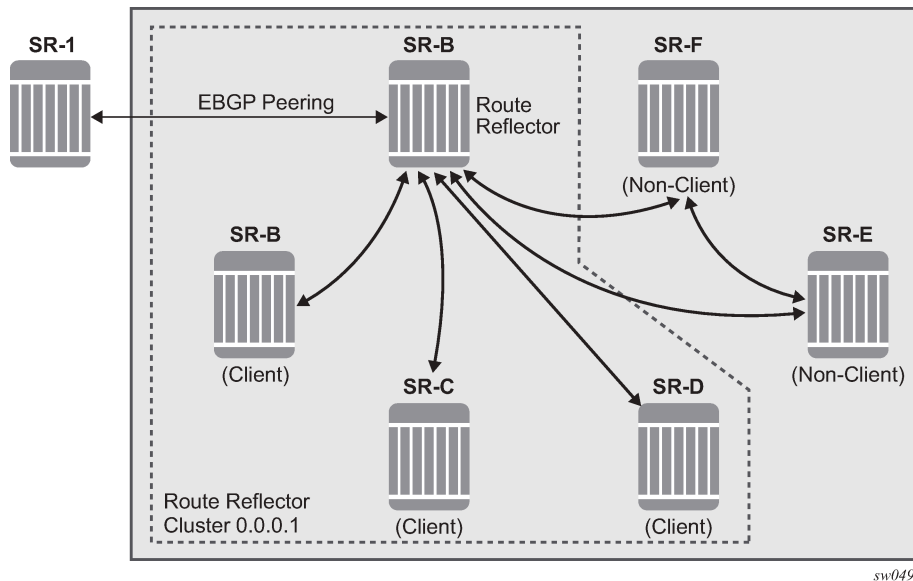 SR-1
SR-B
SR-F
EBGP Peering
Route
Reflector
(Non-Client)
SR-B
SR-E
(Client)
(Non-Client)
SR-C
SR-D
Route Reflector
Cluster 0.0.0.1
(Client)
(Client)
sw049